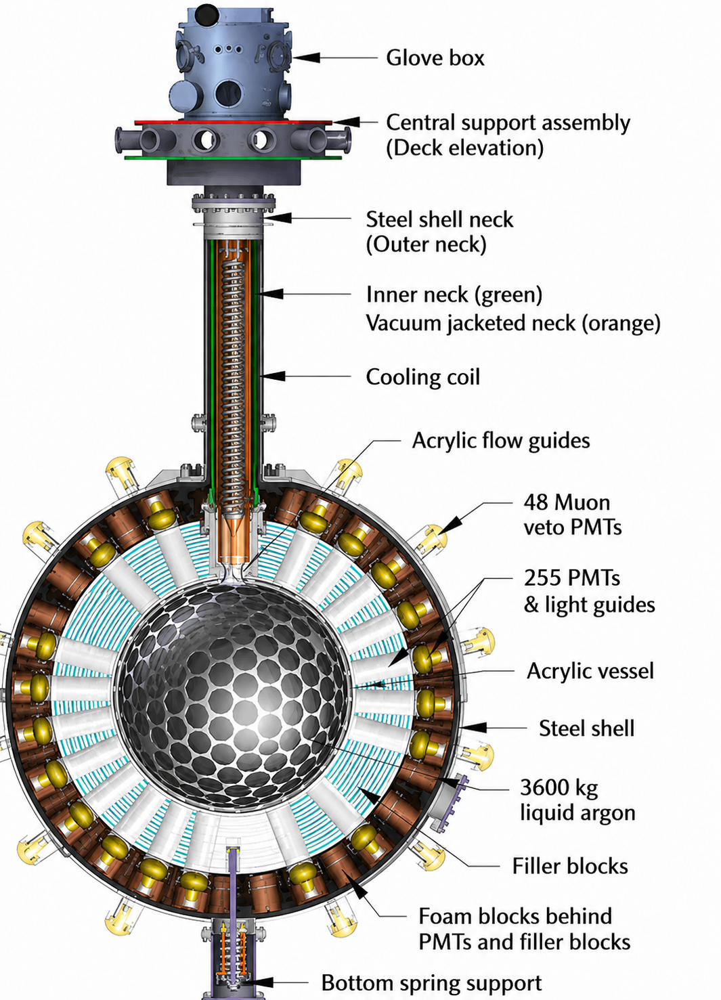 Glove box
Central support assembly
(Deck elevation)
Steel shell neck
(Outer neck)
Inner neck (green)
Vacuum jacketed neck (orange)
Cooling coil
Acrylic flow guides
48 Muon
veto PMTs
255 PMTs
& light guides
Acrylic vessel
Steel shell
3600 kg
liquid argon
Filler blocks
Foam blocks behind
PMTs and filler blocks
Bottom spring support